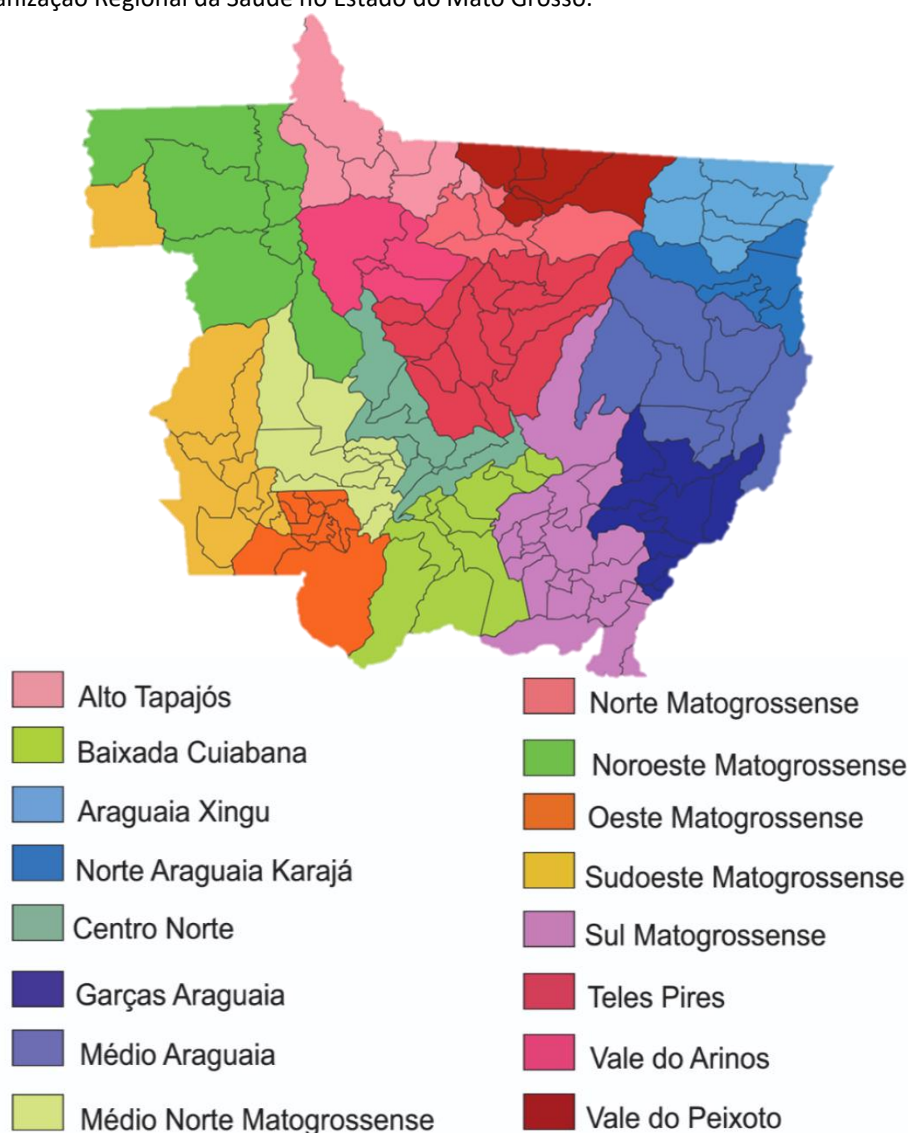 Regional da Saúde no Estado do Mato Grosso.
Alto Tapajós
Baixada Cuiabana
Araguaia Xingu
Norte Araguaia Karajá
Centro Norte
Garças Araguaia
Médio Araguaia
Médio Norte Matogrossense
Norte Matogrossense
Noroeste Matogrossense
Oeste Matogrossense
Sudoeste Matogrossense
Sul Matogrossense
Teles Pires
Vale do Arinos
Vale do Peixoto